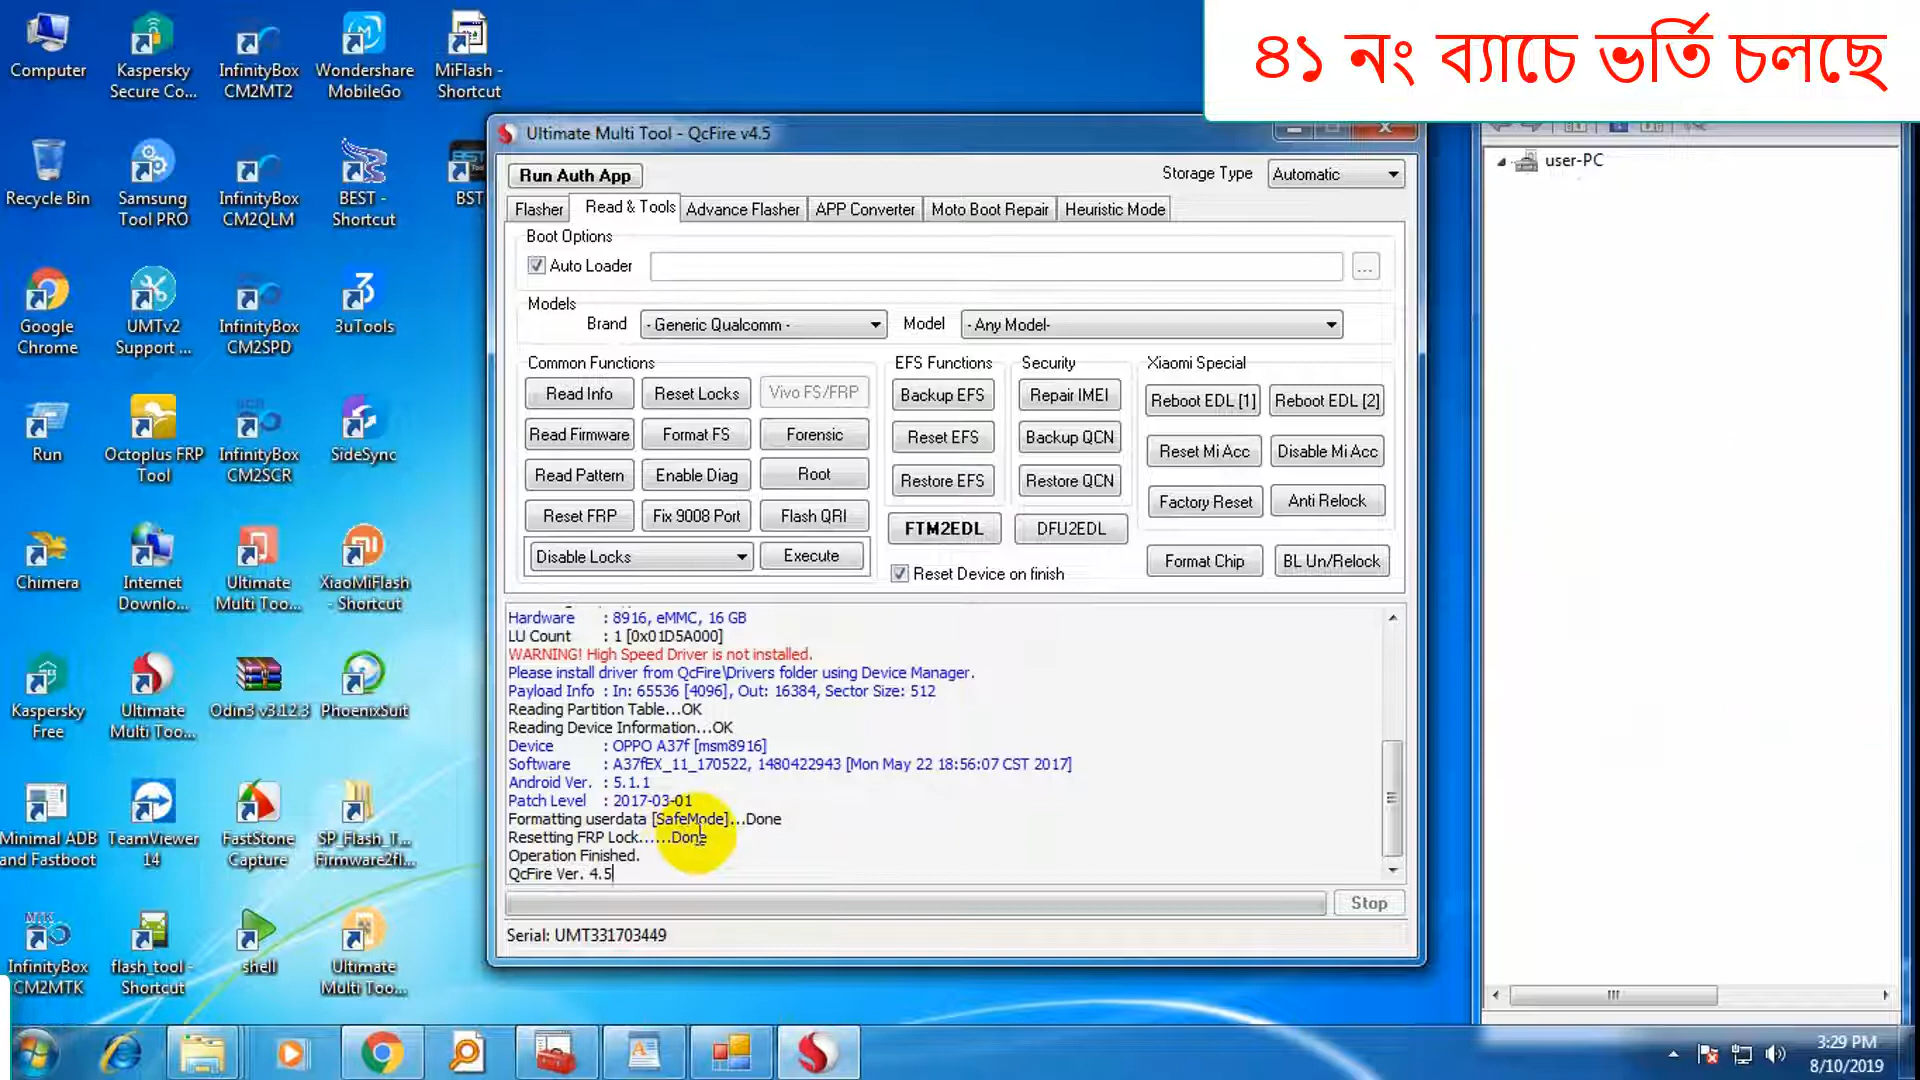 ৪১ নং ব্যাচে ভর্তি চলছে
Computer
Kaspersky
Secure Co...
InfinityBox
CM2MT2
Wondershare
MobileGo
MiFlash -
Shortcut
Recycle Bin
Samsung
Tool PRO
InfinityBox
CM2QLM
BEST -
Shortcut
BST
Google
Chrome
UMTv2
Support ...
InfinityBox
CM2SPD
3uTools
Run
Octoplus FRP
Tool
InfinityBox
CM2SCR
SideSync
Chimera
Internet
Downlo...
Ultimate
Multi Too...
XiaoMiFlash
- Shortcut
Kaspersky
Free
Ultimate
Multi Too...
Odin3 v3.12.3
PhoenixSuit
Minimal ADB
and Fastboot
TeamViewer
14
FastStone
Capture
SP_Flash_T...
Firmware2fl...
InfinityBox
CM2MTK
flash_tool -
Shortcut
shell
Ultimate
Multi Too...
Ultimate Multi Tool - QcFire v4.5
Run Auth App
Storage Type Automatic
Flasher Read & Tools Advance Flasher APP Converter Moto Boot Repair Heuristic Mode
Boot Options
Auto Loader ...
Models
Brand - Generic Qualcomm - Model - Any Model-
Common Functions EFS Functions Security Xiaomi Special
Read Info Reset Locks Vivo FS/FRP Backup EFS Repair IMEI Reboot EDL [1] Reboot EDL [2]
Read Firmware Format FS Forensic Reset EFS Backup QCN Reset Mi Acc Disable Mi Acc
Read Pattern Enable Diag Root Restore EFS Restore QCN Factory Reset Anti Relock
Reset FRP Fix 9008 Port Flash QRI FTM2EDL DFU2EDL
Disable Locks Execute Reset Device on finish Format Chip BL Un/Relock
Hardware : 8916, eMMC, 16 GB
LU Count : 1 [0x01D5A000]
WARNING! High Speed Driver is not installed.
Please install driver from QcFire\Drivers folder using Device Manager.
Payload Info : In: 65536 [4096], Out: 16384, Sector Size: 512
Reading Partition Table...OK
Reading Device Information...OK
Device : OPPO A37f [msm8916]
Software : A37fEX_11_170522, 1480422943 [Mon May 22 18:56:07 CST 2017]
Android Ver. : 5.1.1
Patch Level : 2017-03-01
Formatting userdata [SafeMode]...Done
Resetting FRP Lock......Done
Operation Finished.
QcFire Ver. 4.5
Stop
Serial: UMT331703449
user-PC
3:29 PM
8/10/2019